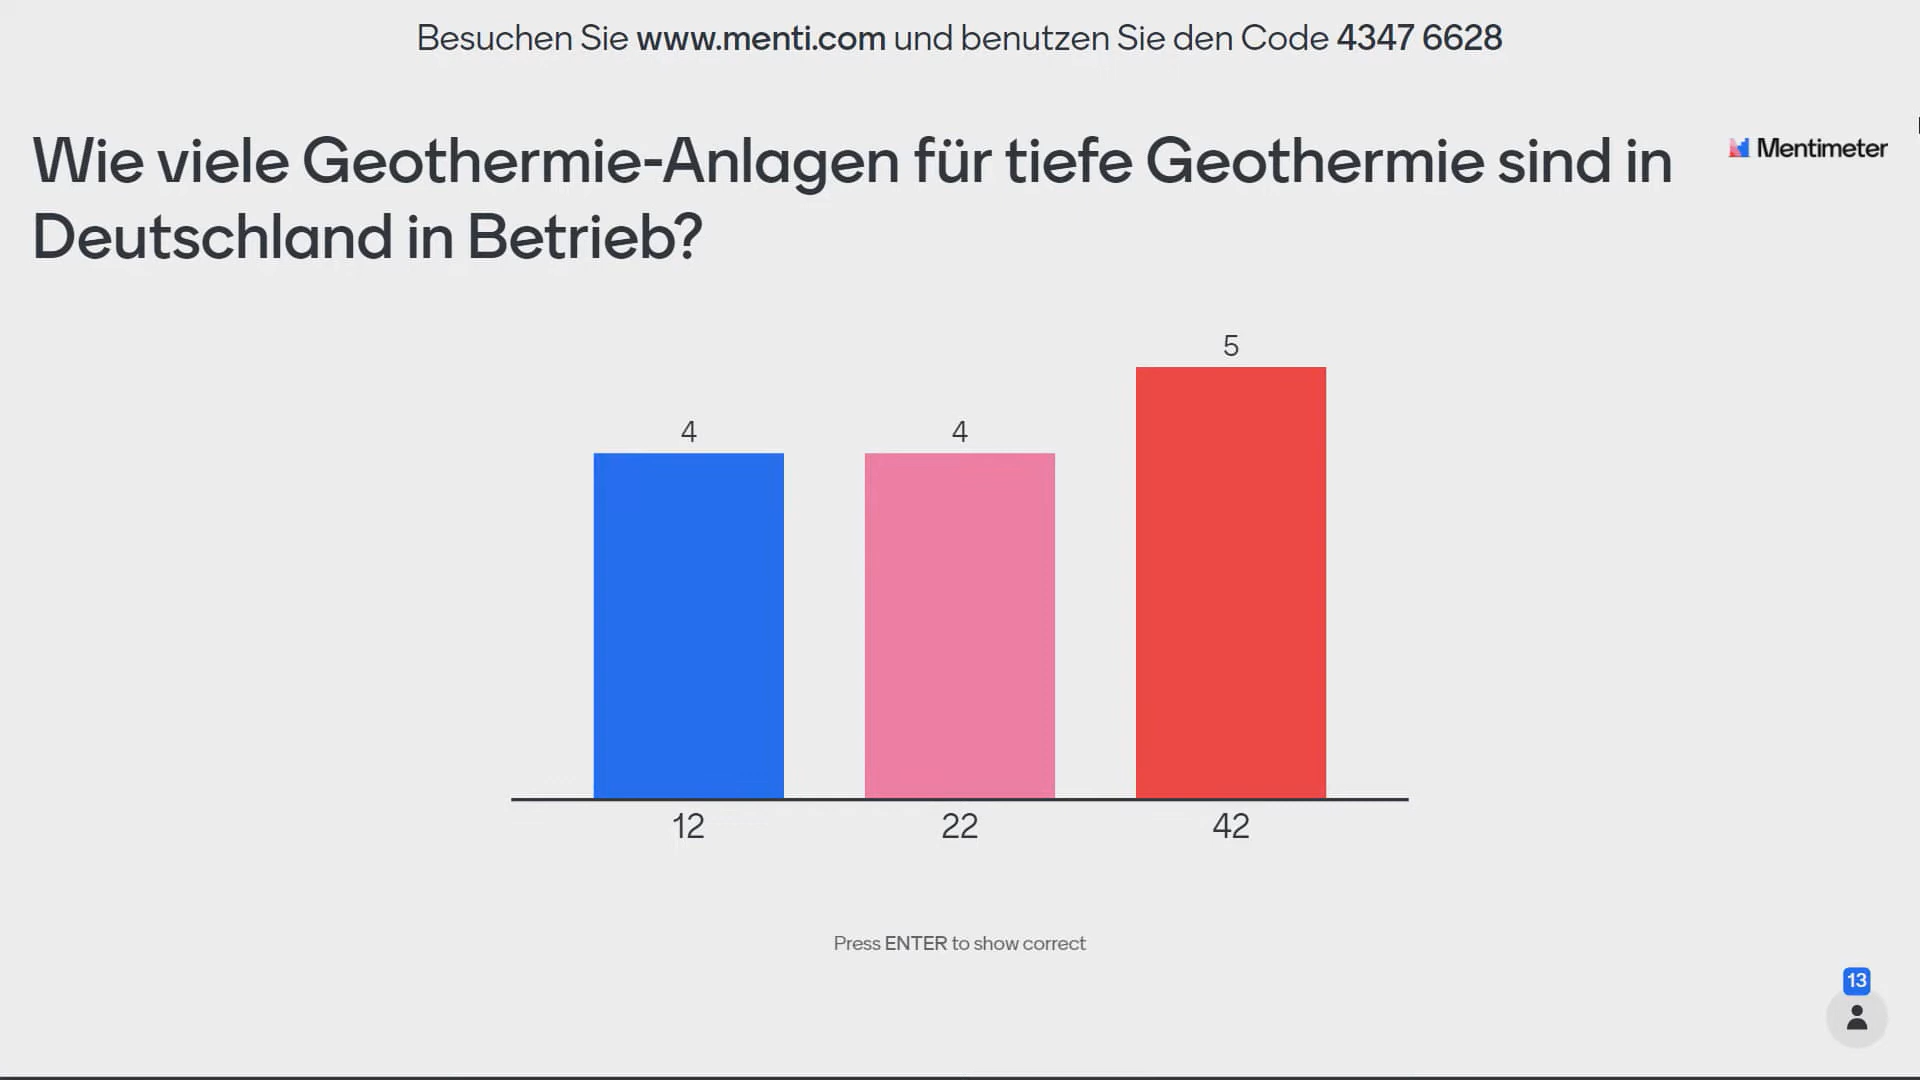 Besuchen Sie www.menti.com und benutzen Sie den Code 4347 6628
Wie viele Geothermie-Anlagen für tiefe Geothermie sind in
Deutschland in Betrieb?
Mentimeter
5
4
4
12
22
42
Press ENTER to show correct
13